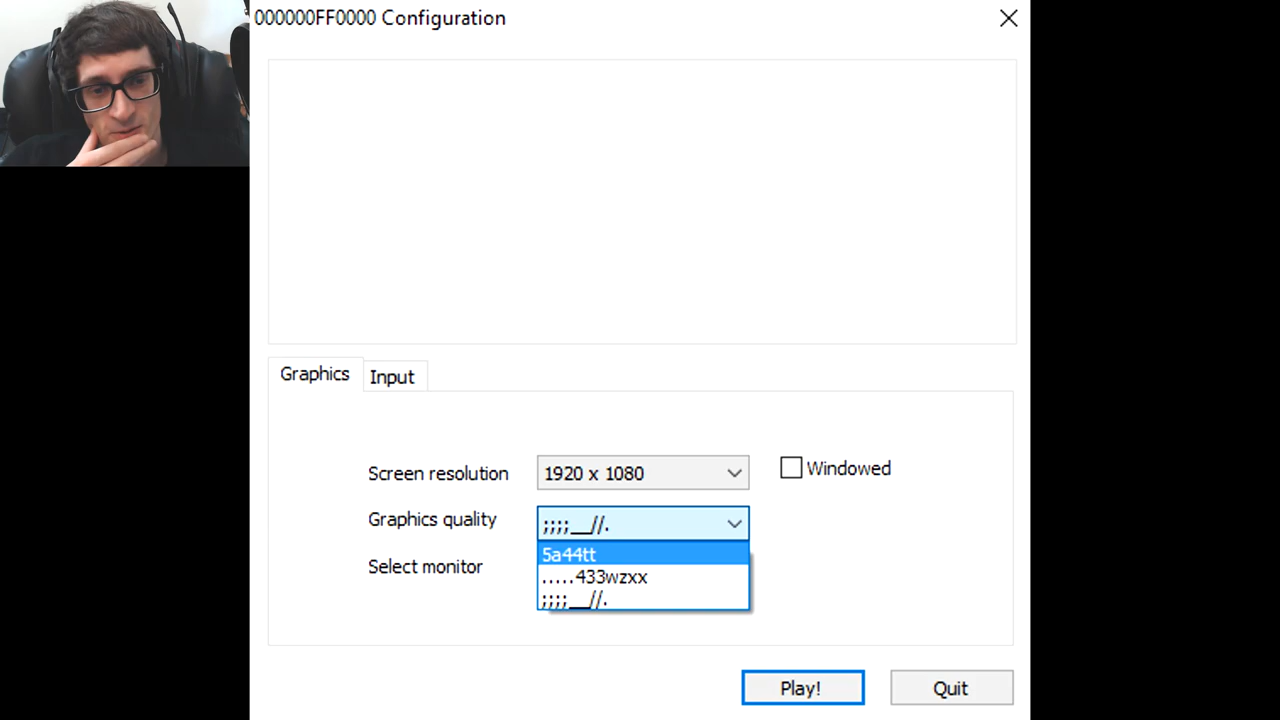 000000FF0000 Configuration
Graphics
Input
Screen resolution
1920 x 1080
Windowed
Graphics quality
;;;;__//.
5a44tt
.....433wzxx
;;;;__//.
Select monitor
Play!
Quit